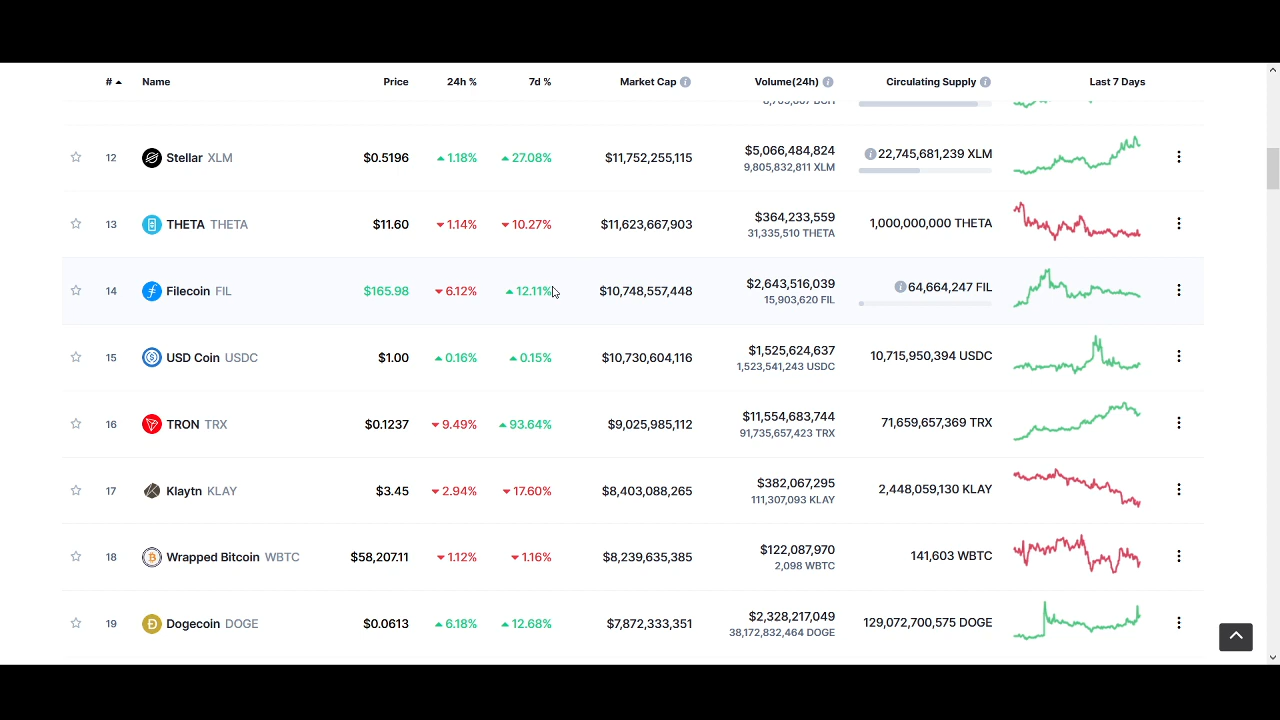 # Name Price 24h % 7d % Market Cap Volume(24h) Circulating Supply Last 7 Days
12 Stellar XLM $0.5196 1.18% 27.08% $11,752,255,115 $5,066,484,824 22,745,681,239 XLM
9,805,832,811 XLM
13 THETA THETA $11.60 1.14% 10.27% $11,623,667,903 $364,233,559 1,000,000,000 THETA
31,335,510 THETA
14 Filecoin FIL $165.98 6.12% 12.11% $10,748,557,448 $2,643,516,039 64,664,247 FIL
15,903,620 FIL
15 USD Coin USDC $1.00 0.16% 0.15% $10,730,604,116 $1,525,624,637 10,715,950,394 USDC
1,523,541,243 USDC
16 TRON TRX $0.1237 9.49% 93.64% $9,025,985,112 $11,554,683,744 71,659,657,369 TRX
91,735,657,423 TRX
17 Klaytn KLAY $3.45 2.94% 17.60% $8,403,088,265 $382,067,295 2,448,059,130 KLAY
111,307,093 KLAY
18 Wrapped Bitcoin WBTC $58,207.11 1.12% 1.16% $8,239,635,385 $122,087,970 141,603 WBTC
2,098 WBTC
19 Dogecoin DOGE $0.0613 6.18% 12.68% $7,872,333,351 $2,328,217,049 129,072,700,575 DOGE
38,172,832,464 DOGE